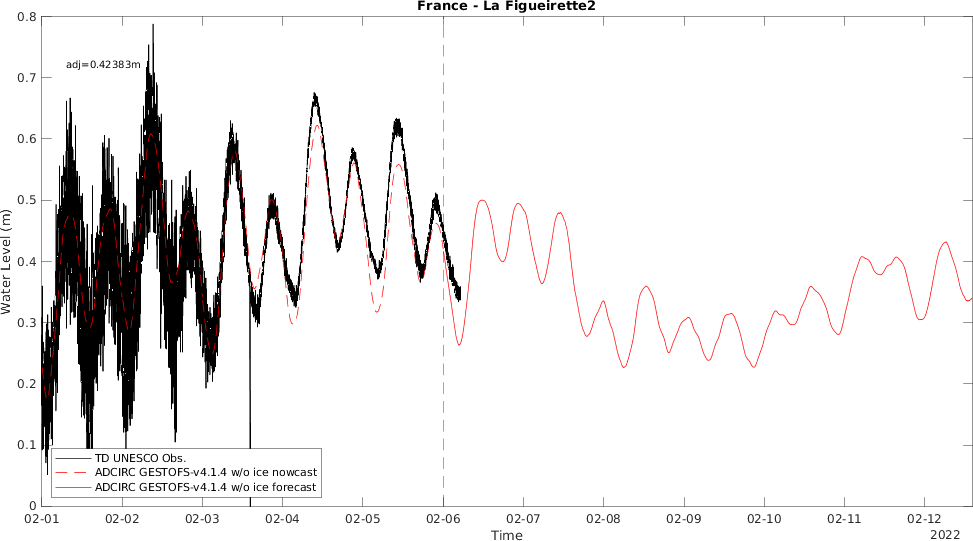 France - La Figueirette2
adj=0.42383m
Water Level (m)
0.8
0.7
0.6
0.5
0.4
0.3
0.2
0.1
0
TD UNESCO Obs.
ADCIRC GESTOFS-v4.1.4 w/o ice nowcast
ADCIRC GESTOFS-v4.1.4 w/o ice forecast
02-01 02-02 02-03 02-04 02-05 02-06 02-07 02-08 02-09 02-10 02-11 02-12
2022
Time